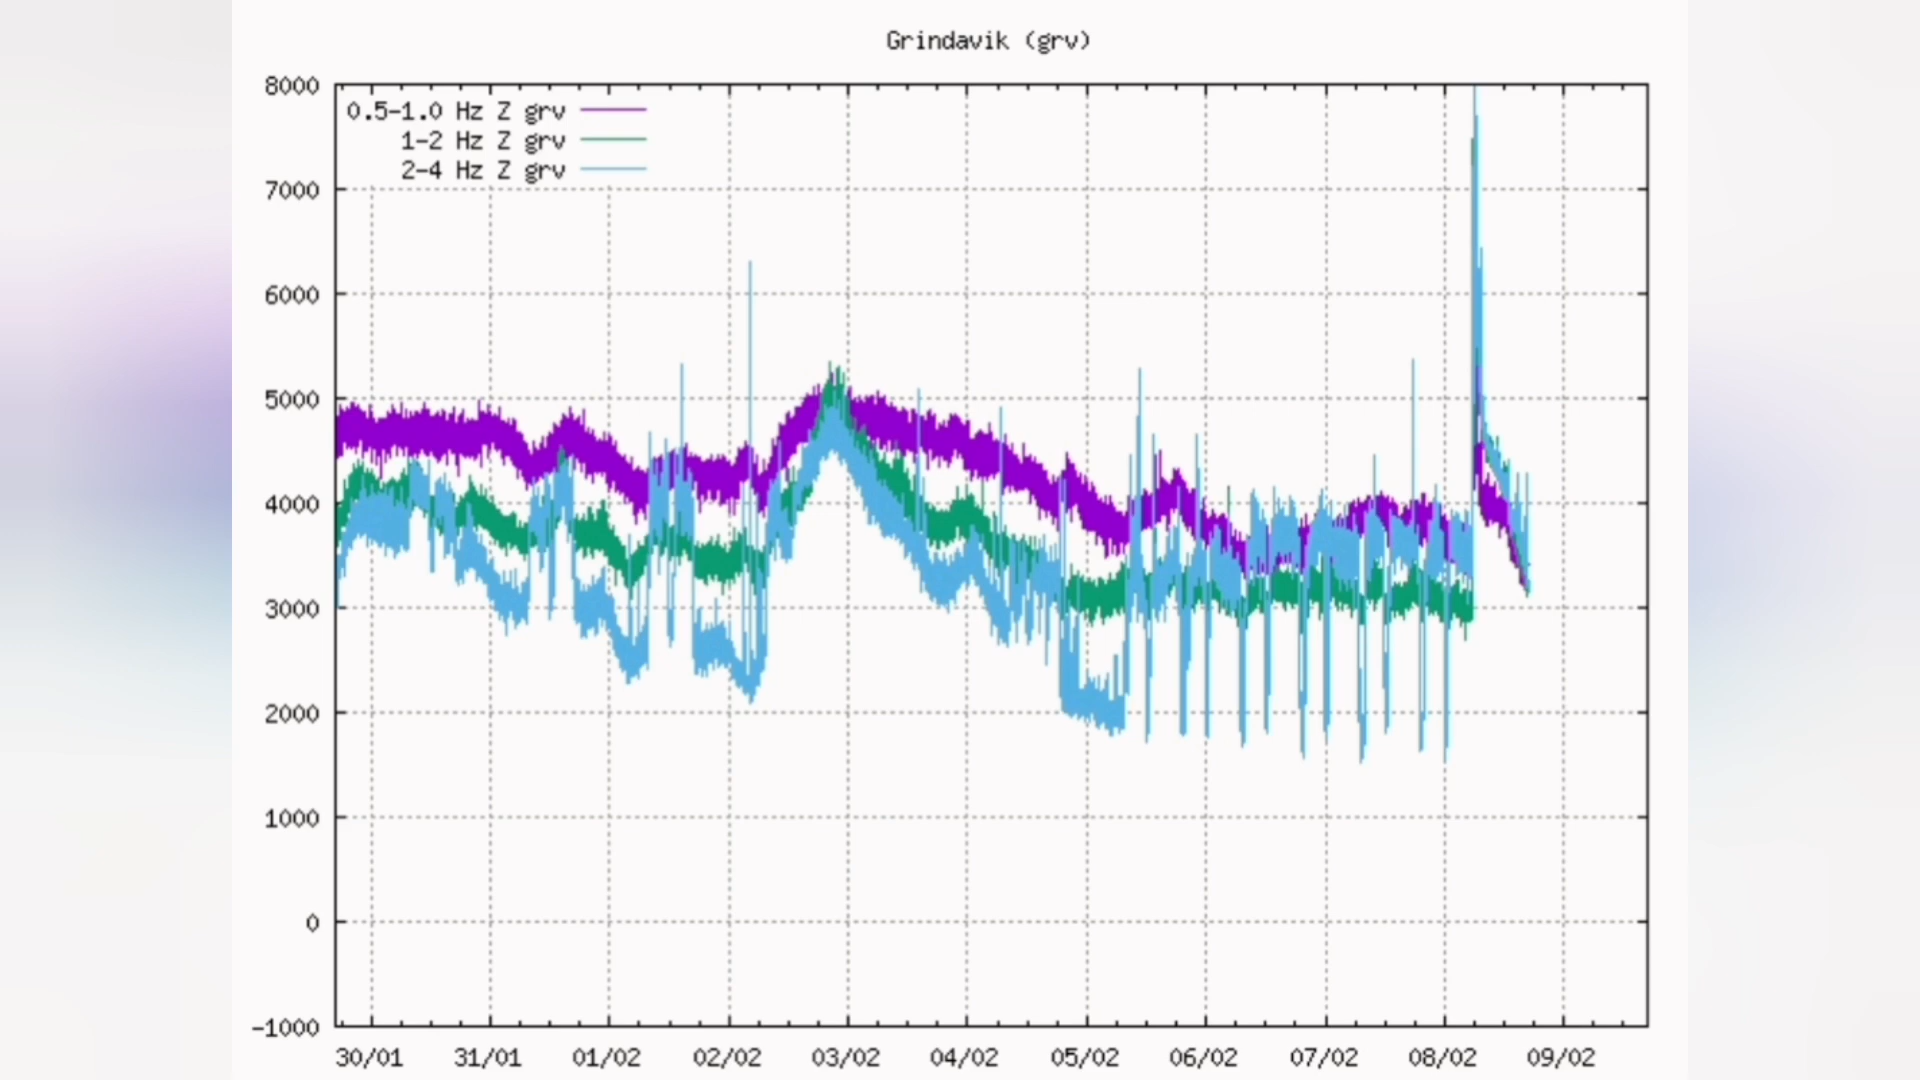 Grindavik (grv)
8000
0.5-1.0 Hz Z grv
1-2 Hz Z grv
2-4 Hz Z grv
7000
6000
5000
4000
3000
2000
1000
0
-1000
30/01 31/01 01/02 02/02 03/02 04/02 05/02 06/02 07/02 08/02 09/02